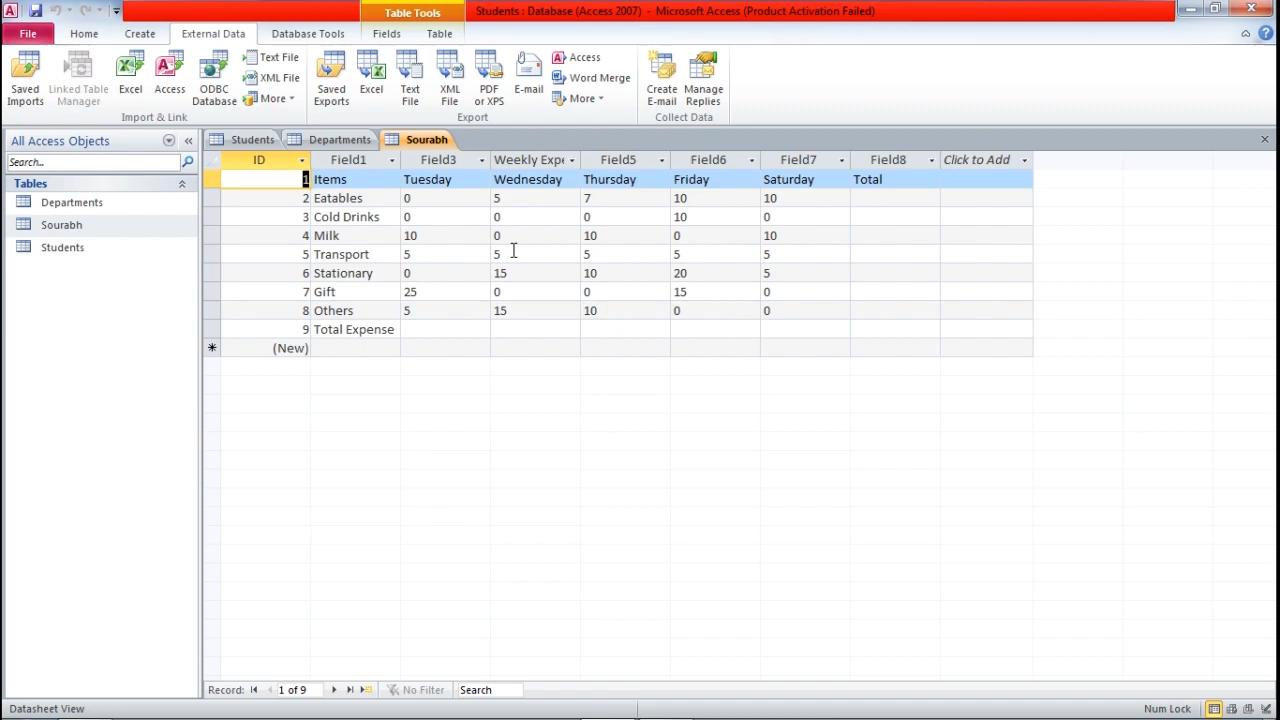 Table Tools
Students : Database (Access 2007) - Microsoft Access (Product Activation Failed)
File Home Create External Data Database Tools Fields Table
Saved Imports
Linked Table Manager
Excel
Access
ODBC Database
Text File
XML File
More
Import & Link
Saved Exports
Excel
Text File
XML File
PDF or XPS
E-mail
Access
Word Merge
More
Export
Create E-mail
Manage Replies
Collect Data
All Access Objects
Search...
Tables
Departments
Sourabh
Students
Students Departments Sourabh
ID Field1 Field3 Weekly Expe Field5 Field6 Field7 Field8 Click to Add
1 Items Tuesday Wednesday Thursday Friday Saturday Total
2 Eatables 0 5 7 10 10
3 Cold Drinks 0 0 0 10 0
4 Milk 10 0 10 0 10
5 Transport 5 5 5 5 5
6 Stationary 0 15 10 20 5
7 Gift 25 0 0 15 0
8 Others 5 15 10 0 0
9 Total Expense
(New)
Record: 1 of 9 No Filter Search
Datasheet View Num Lock